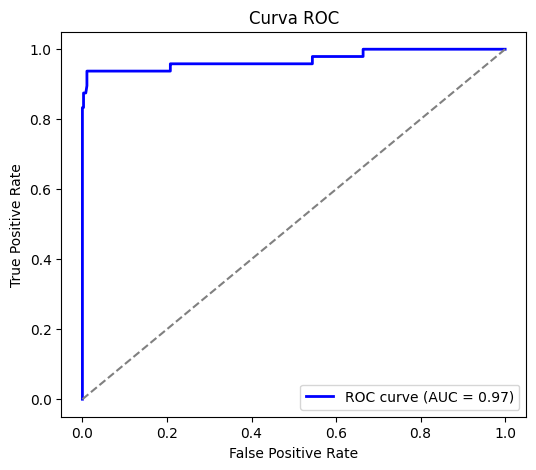 Curva ROC
True Positive Rate
1.0
0.8
0.6
0.4
0.2
0.0
0.0 0.2 0.4 0.6 0.8 1.0
False Positive Rate
ROC curve (AUC = 0.97)